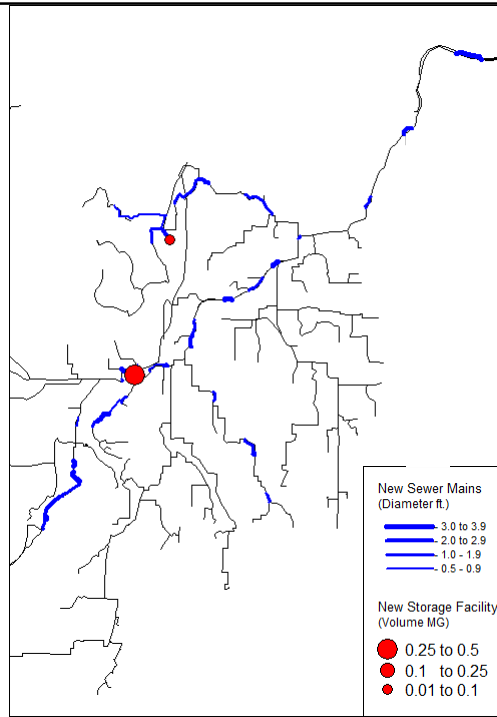 New Sewer Mains
(Diameter ft.)
- 3.0 to 3.9
- 2.0 to 2.9
- 1.0 - 1.9
- 0.5 - 0.9
New Storage Facility
(Volume MG)
0.25 to 0.5
0.1 to 0.25
0.01 to 0.1